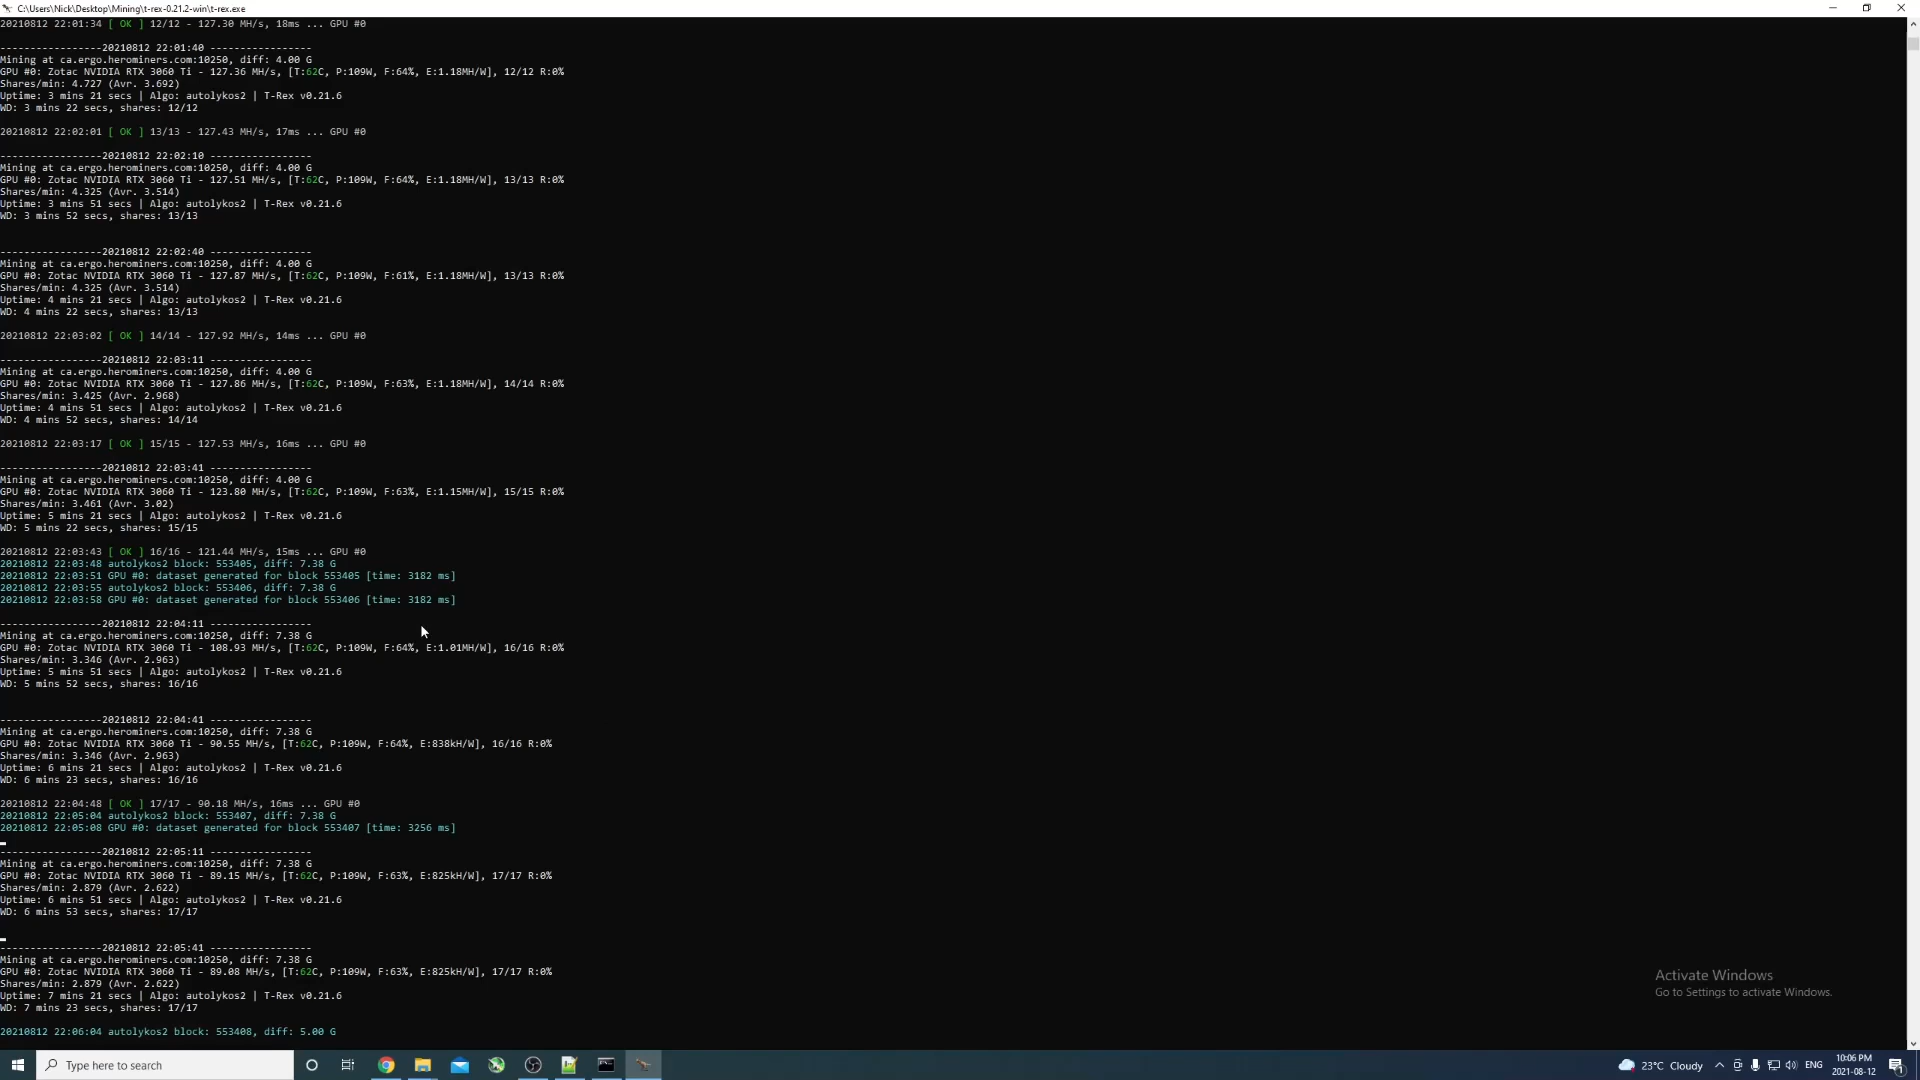 C:\Users\Nick\Desktop\Mining\t-rex-0.21.2-win\t-rex.exe
20210812 22:01:34 [ OK ] 12/12 - 127.30 MH/s, 18ms ... GPU #0
-----------------20210812 22:01:40 -----------------
Mining at ca.ergo.herominers.com:10250, diff: 4.00 G
GPU #0: Zotac NVIDIA RTX 3060 Ti - 127.36 MH/s, [T:62C, P:109W, F:64%, E:1.18MH/W], 12/12 R:0%
Shares/min: 4.727 (Avr. 3.692)
Uptime: 3 mins 21 secs | Algo: autolykos2 | T-Rex v0.21.6
WD: 3 mins 22 secs, shares: 12/12
20210812 22:02:01 [ OK ] 13/13 - 127.43 MH/s, 17ms ... GPU #0
-----------------20210812 22:02:10 -----------------
Mining at ca.ergo.herominers.com:10250, diff: 4.00 G
GPU #0: Zotac NVIDIA RTX 3060 Ti - 127.51 MH/s, [T:62C, P:109W, F:64%, E:1.18MH/W], 13/13 R:0%
Shares/min: 4.325 (Avr. 3.514)
Uptime: 3 mins 51 secs | Algo: autolykos2 | T-Rex v0.21.6
WD: 3 mins 52 secs, shares: 13/13
-----------------20210812 22:02:40 -----------------
Mining at ca.ergo.herominers.com:10250, diff: 4.00 G
GPU #0: Zotac NVIDIA RTX 3060 Ti - 127.87 MH/s, [T:62C, P:109W, F:61%, E:1.18MH/W], 13/13 R:0%
Shares/min: 4.325 (Avr. 3.514)
Uptime: 4 mins 21 secs | Algo: autolykos2 | T-Rex v0.21.6
WD: 4 mins 22 secs, shares: 13/13
20210812 22:03:02 [ OK ] 14/14 - 127.92 MH/s, 14ms ... GPU #0
-----------------20210812 22:03:11 -----------------
Mining at ca.ergo.herominers.com:10250, diff: 4.00 G
GPU #0: Zotac NVIDIA RTX 3060 Ti - 127.86 MH/s, [T:62C, P:109W, F:63%, E:1.18MH/W], 14/14 R:0%
Shares/min: 3.425 (Avr. 2.968)
Uptime: 4 mins 51 secs | Algo: autolykos2 | T-Rex v0.21.6
WD: 4 mins 52 secs, shares: 14/14
20210812 22:03:17 [ OK ] 15/15 - 127.53 MH/s, 16ms ... GPU #0
-----------------20210812 22:03:41 -----------------
Mining at ca.ergo.herominers.com:10250, diff: 4.00 G
GPU #0: Zotac NVIDIA RTX 3060 Ti - 123.80 MH/s, [T:62C, P:109W, F:63%, E:1.15MH/W], 15/15 R:0%
Shares/min: 3.461 (Avr. 3.02)
Uptime: 5 mins 21 secs | Algo: autolykos2 | T-Rex v0.21.6
WD: 5 mins 22 secs, shares: 15/15
20210812 22:03:43 [ OK ] 16/16 - 121.44 MH/s, 15ms ... GPU #0
20210812 22:03:48 autolykos2 block: 553405, diff: 7.38 G
20210812 22:03:51 GPU #0: dataset generated for block 553405 [time: 3182 ms]
20210812 22:03:55 autolykos2 block: 553406, diff: 7.38 G
20210812 22:03:58 GPU #0: dataset generated for block 553406 [time: 3182 ms]
-----------------20210812 22:04:11 -----------------
Mining at ca.ergo.herominers.com:10250, diff: 7.38 G
GPU #0: Zotac NVIDIA RTX 3060 Ti - 108.93 MH/s, [T:62C, P:109W, F:64%, E:1.01MH/W], 16/16 R:0%
Shares/min: 3.346 (Avr. 2.963)
Uptime: 5 mins 51 secs | Algo: autolykos2 | T-Rex v0.21.6
WD: 5 mins 52 secs, shares: 16/16
-----------------20210812 22:04:41 -----------------
Mining at ca.ergo.herominers.com:10250, diff: 7.38 G
GPU #0: Zotac NVIDIA RTX 3060 Ti - 90.55 MH/s, [T:62C, P:109W, F:64%, E:838kH/W], 16/16 R:0%
Shares/min: 3.346 (Avr. 2.963)
Uptime: 6 mins 21 secs | Algo: autolykos2 | T-Rex v0.21.6
WD: 6 mins 23 secs, shares: 16/16
20210812 22:04:48 [ OK ] 17/17 - 90.18 MH/s, 16ms ... GPU #0
20210812 22:05:04 autolykos2 block: 553407, diff: 7.38 G
20210812 22:05:08 GPU #0: dataset generated for block 553407 [time: 3256 ms]
-----------------20210812 22:05:11 -----------------
Mining at ca.ergo.herominers.com:10250, diff: 7.38 G
GPU #0: Zotac NVIDIA RTX 3060 Ti - 89.15 MH/s, [T:62C, P:109W, F:63%, E:825kH/W], 17/17 R:0%
Shares/min: 2.879 (Avr. 2.622)
Uptime: 6 mins 51 secs | Algo: autolykos2 | T-Rex v0.21.6
WD: 6 mins 53 secs, shares: 17/17
-----------------20210812 22:05:41 -----------------
Mining at ca.ergo.herominers.com:10250, diff: 7.38 G
GPU #0: Zotac NVIDIA RTX 3060 Ti - 89.08 MH/s, [T:62C, P:109W, F:63%, E:825kH/W], 17/17 R:0%
Shares/min: 2.879 (Avr. 2.622)
Uptime: 7 mins 21 secs | Algo: autolykos2 | T-Rex v0.21.6
WD: 7 mins 23 secs, shares: 17/17
20210812 22:06:04 autolykos2 block: 553408, diff: 5.00 G
Activate Windows
Go to Settings to activate Windows.
Type here to search
23°C Cloudy
ENG
10:06 PM
2021-08-12
1